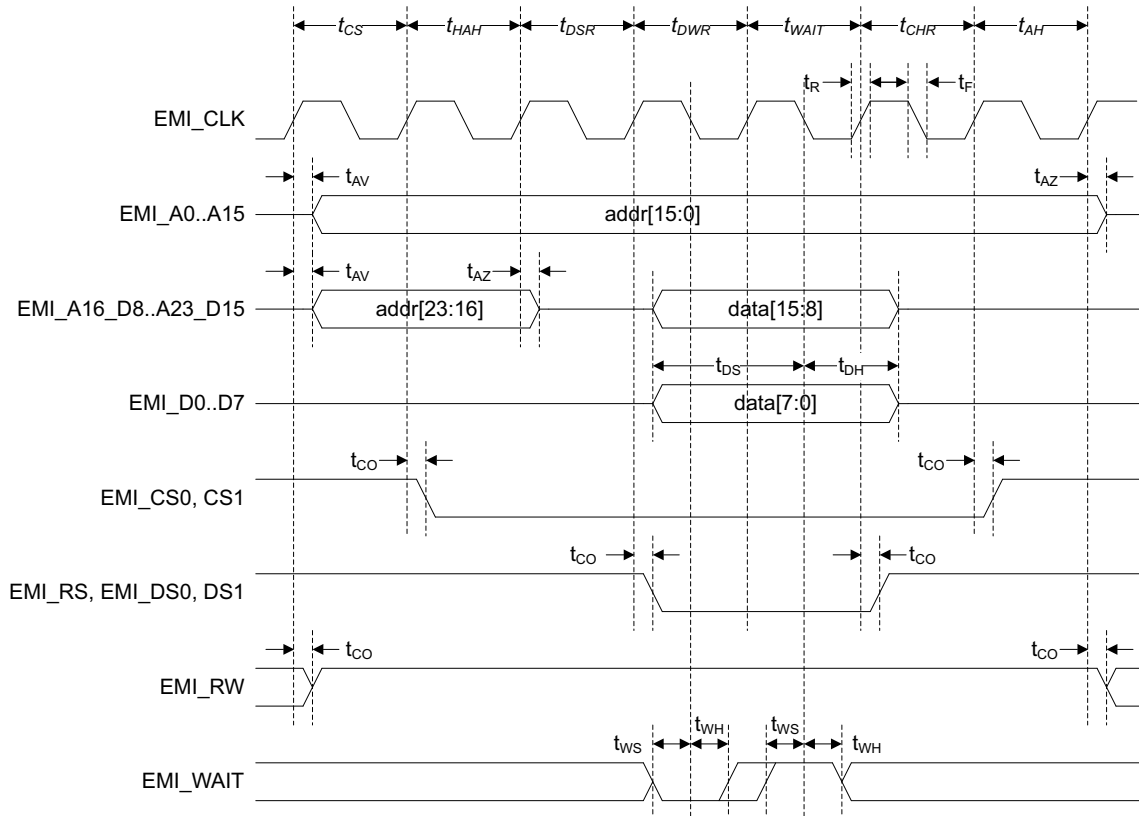 tCS tHAH tDSR tDWR tWAIT tCHR tAH
tR tF
EMI_CLK
tAV tAZ
EMI_A0..A15 addr[15:0]
tAV tAZ
EMI_A16_D8..A23_D15 addr[23:16] data[15:8]
tDS tDH
EMI_D0..D7 data[7:0]
tCO tCO
EMI_CS0, CS1
tCO tCO
EMI_RS, EMI_DS0, DS1
tCO tCO
EMI_RW
tWS tWH tWS tWH
EMI_WAIT